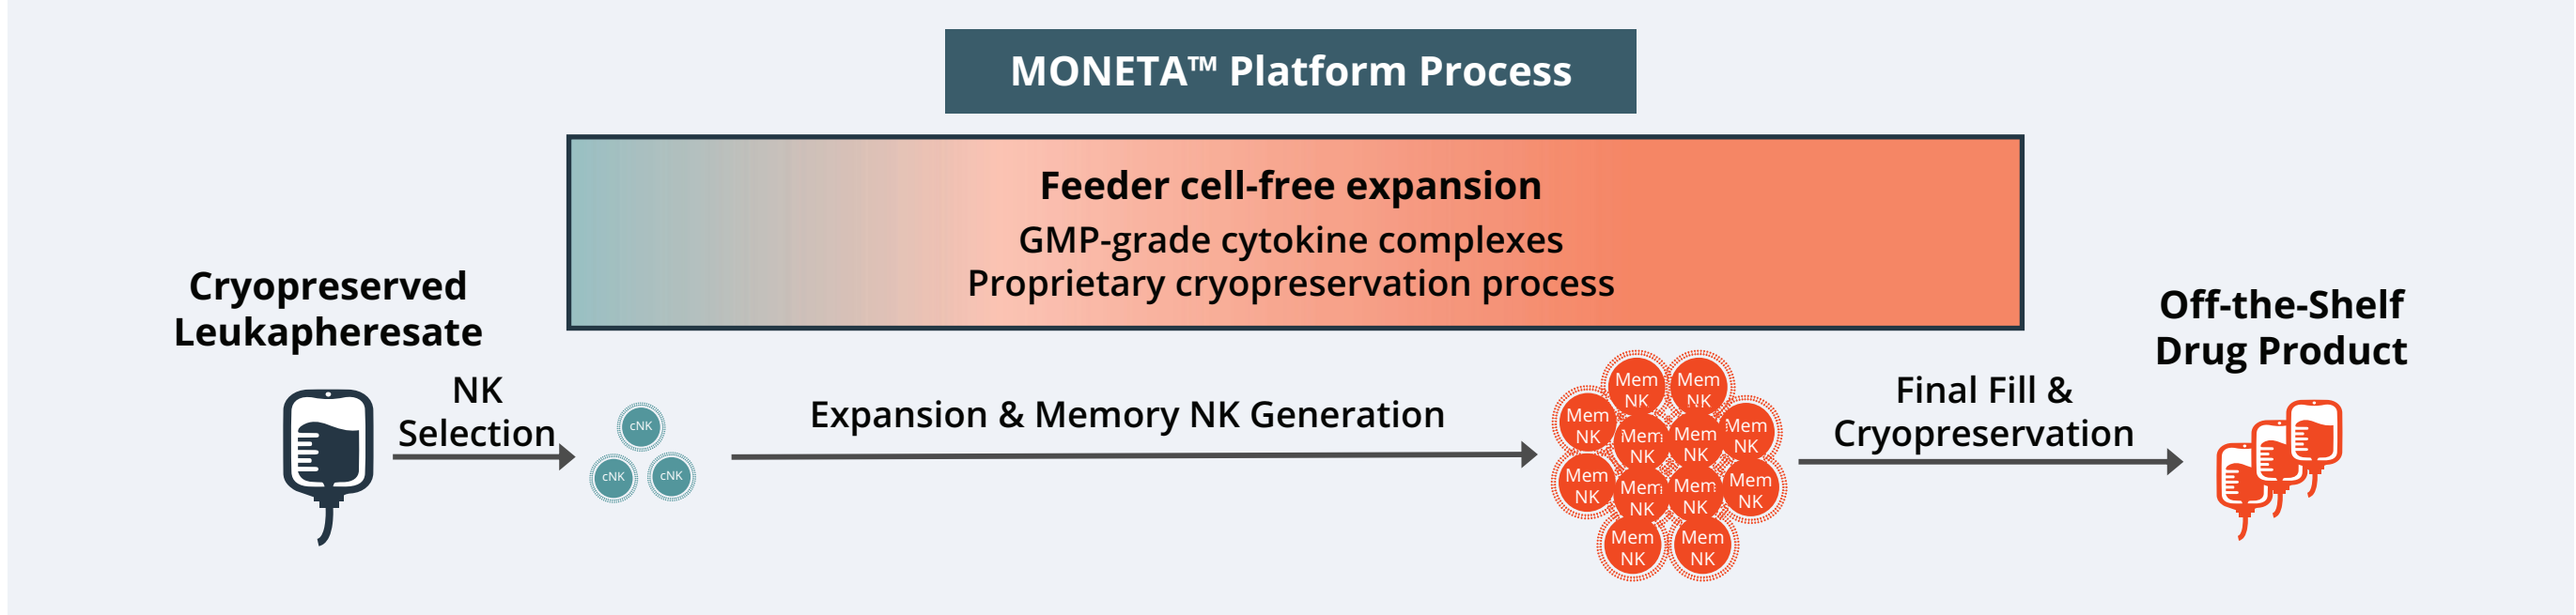 MONETA™ Platform Process
Feeder cell-free expansion
GMP-grade cytokine complexes
Proprietary cryopreservation process
Cryopreserved
Leukapheresate
NK
Selection
cNK
cNK
cNK
Expansion & Memory NK Generation
Mem
NK
Mem
NK
Mem
NK
Mem
NK
Mem
NK
Mem
NK
Mem
NK
Mem
NK
Mem
NK
Mem
NK
Mem
NK
Mem
NK
Final Fill &
Cryopreservation
Off-the-Shelf
Drug Product